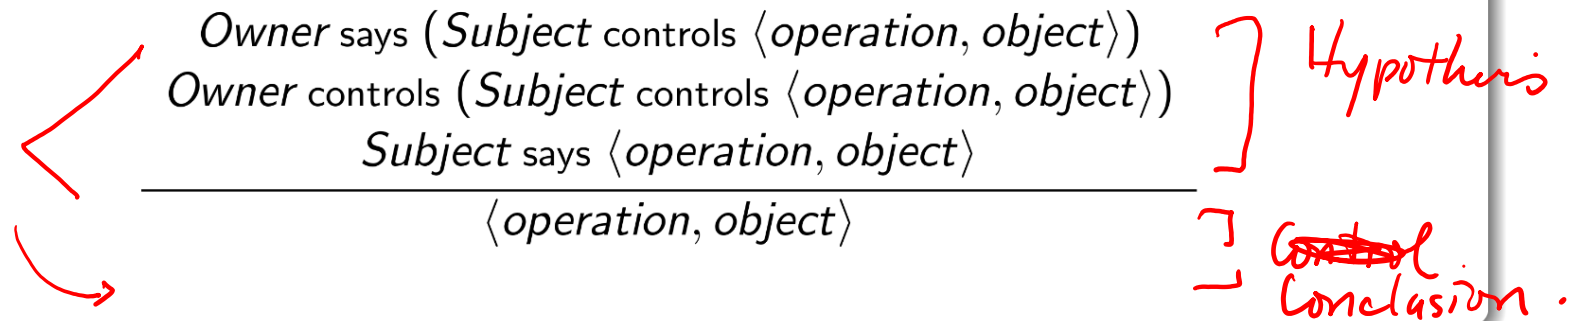 Owner says (Subject controls ⟨operation, object⟩)
Owner controls (Subject controls ⟨operation, object⟩)
Subject says ⟨operation, object⟩
⟨operation, object⟩
Hypothesis
Control
Conclusion.